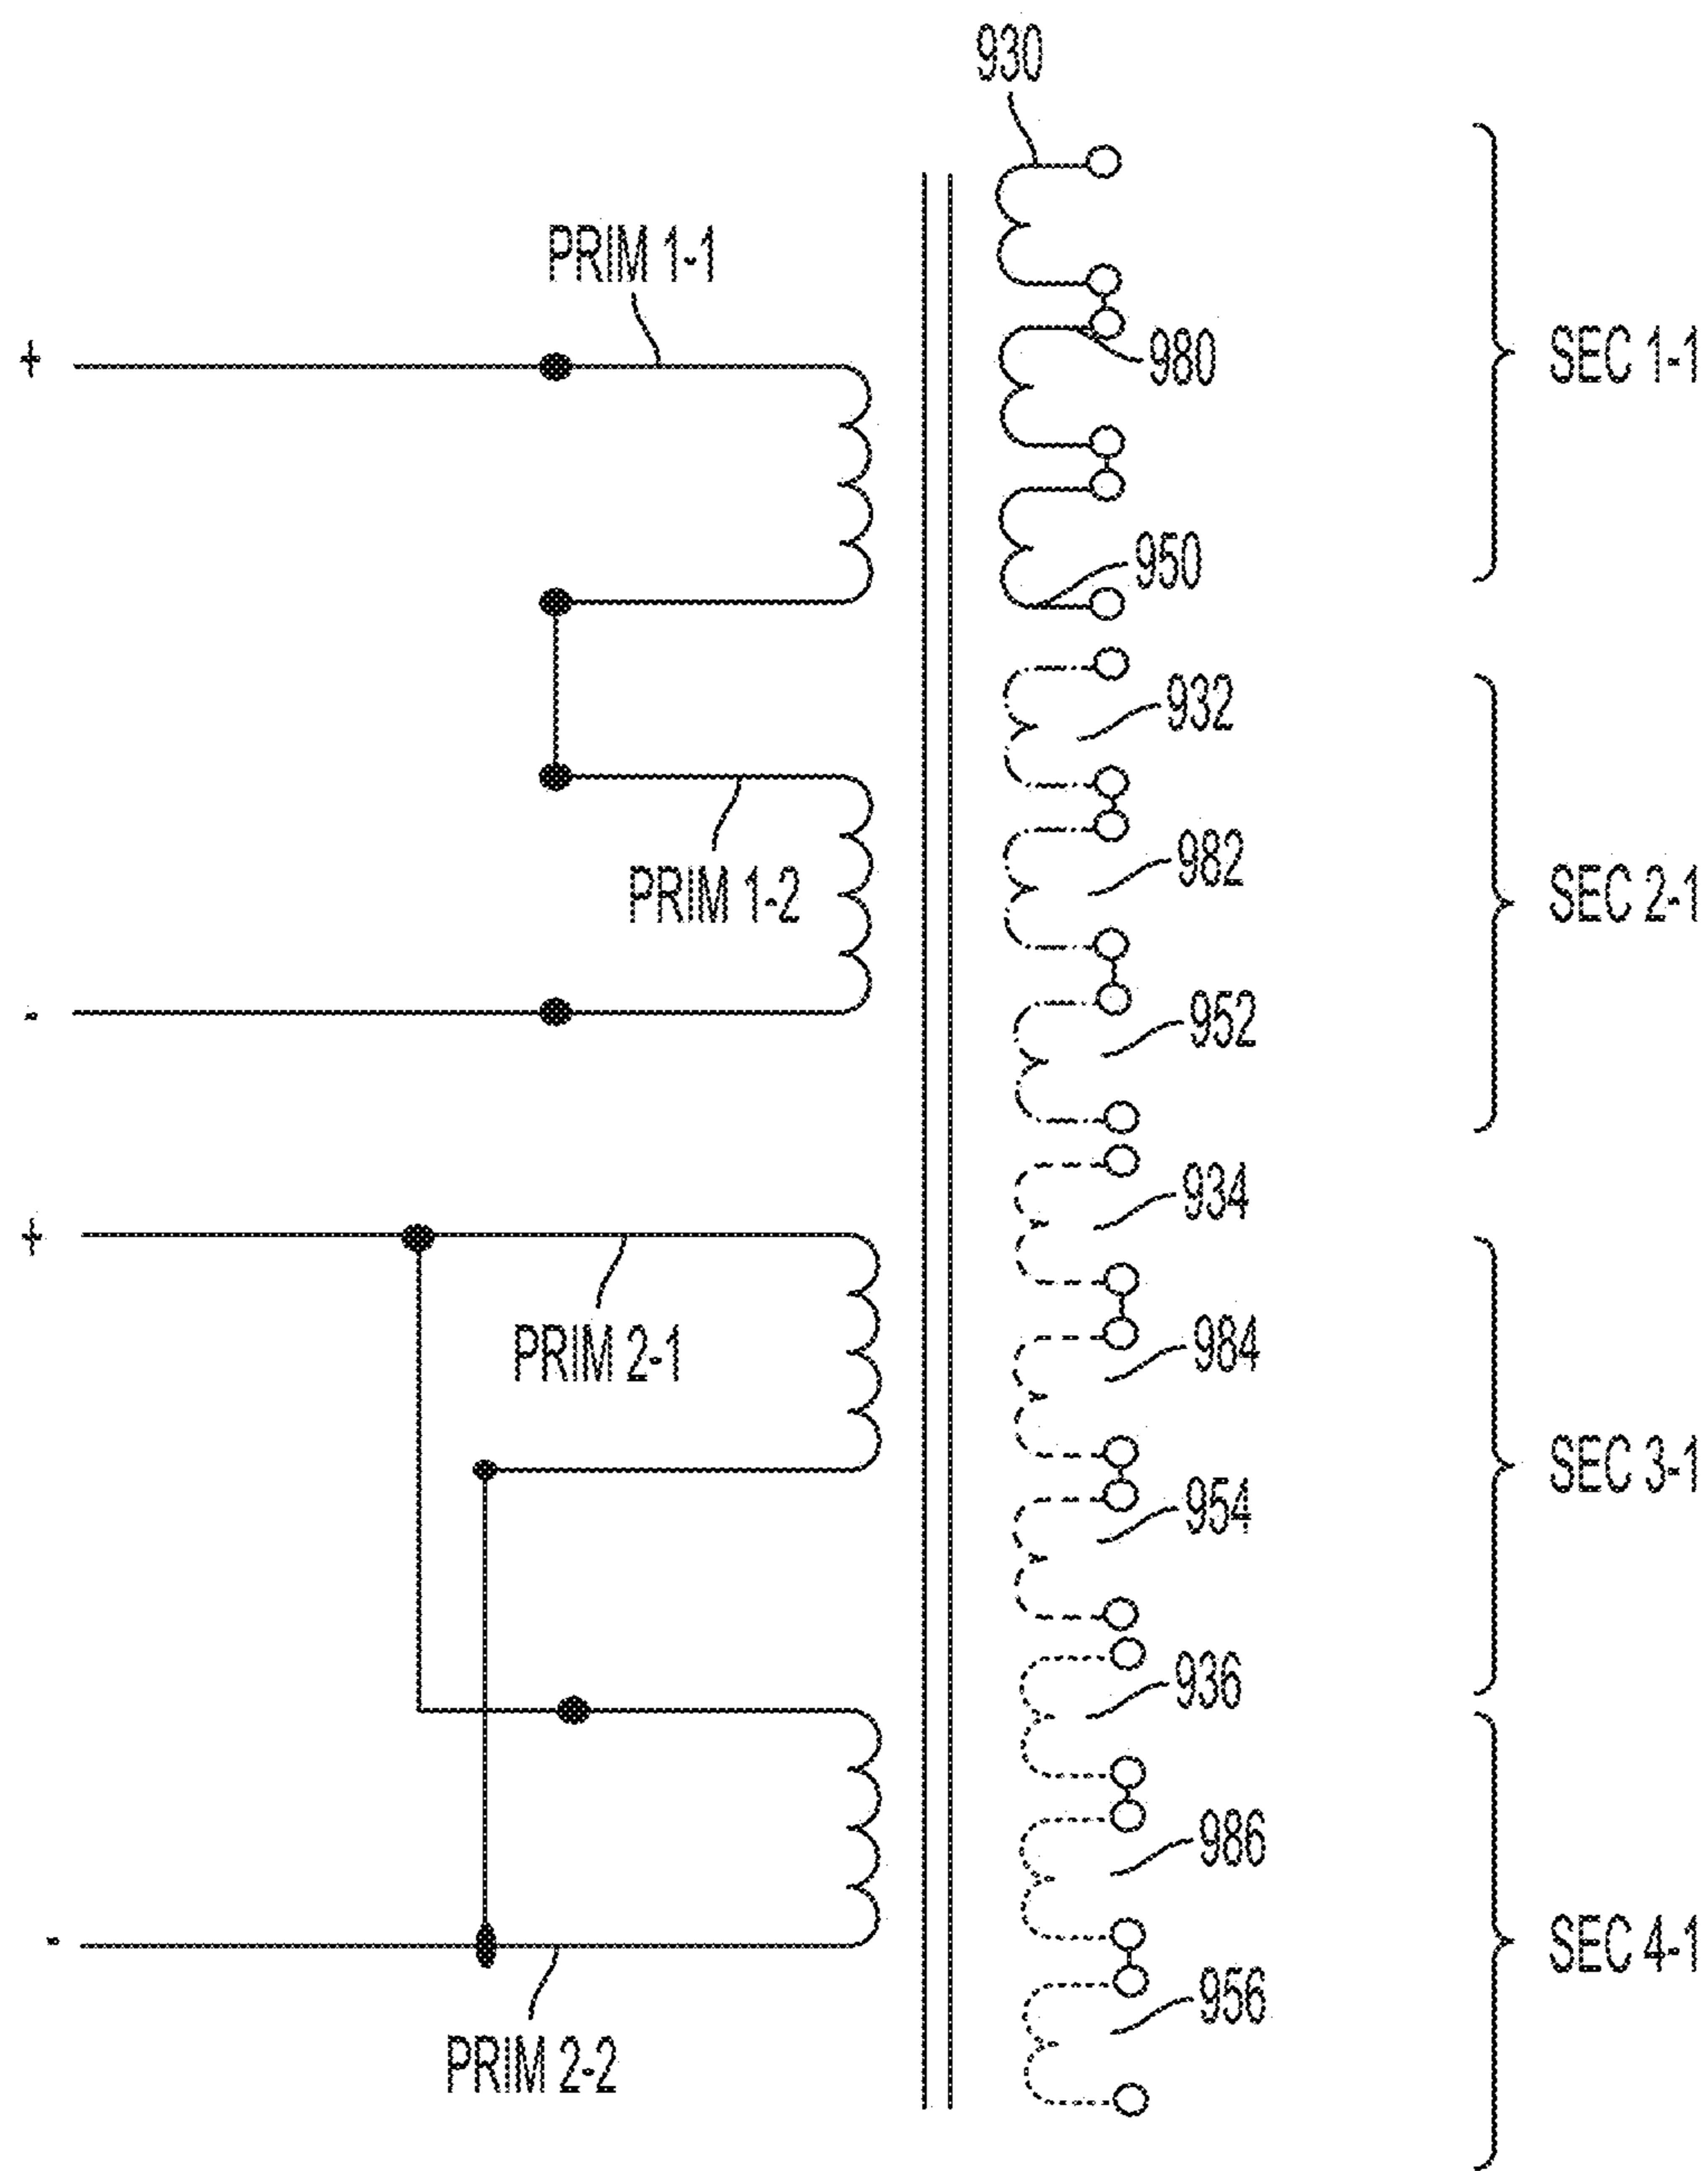 930
PRIM 1-1
+
980
SEC 1-1
950
932
PRIM 1-2
982
SEC 2-1
-
952
934
+
PRIM 2-1
984
SEC 3-1
954
936
986
-
SEC 4-1
956
PRIM 2-2